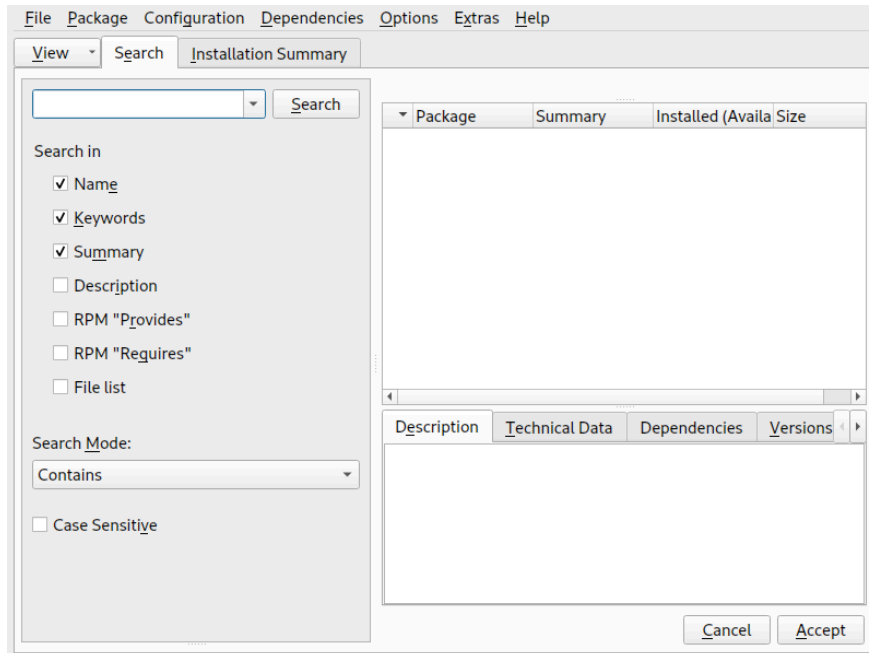 File Package Configuration Dependencies Options Extras Help
View Search Installation Summary
Search
Search in
Name
Keywords
Summary
Description
RPM "Provides"
RPM "Requires"
File list
Search Mode:
Contains
Case Sensitive
Package Summary Installed (Availa Size
Description Technical Data Dependencies Versions
Cancel Accept